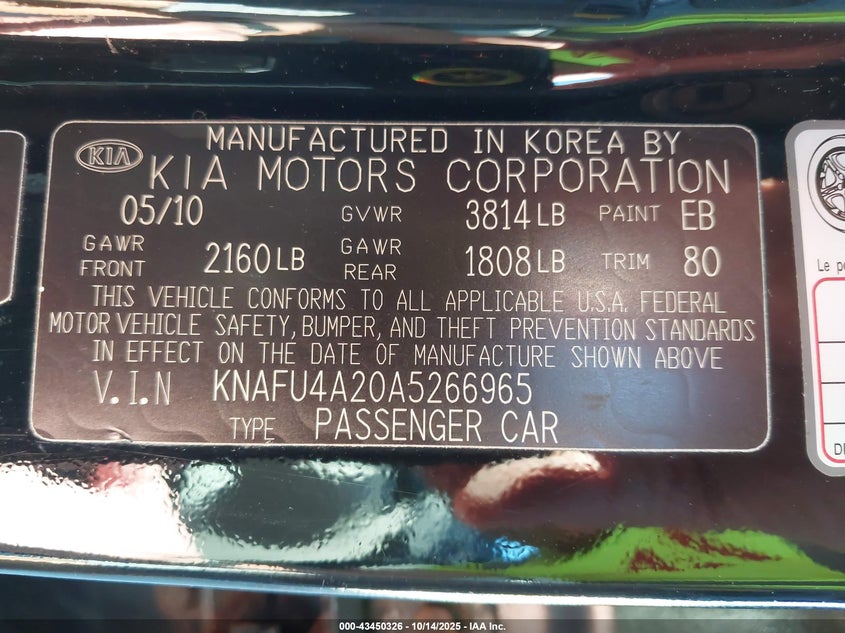 MANUFACTURED IN KOREA BY
KIA KIA MOTORS CORPORATION
05/10 GVWR 3814 LB PAINT EB
GAWR FRONT 2160 LB GAWR REAR 1808 LB TRIM 80
THIS VEHICLE CONFORMS TO ALL APPLICABLE U.S.A. FEDERAL
MOTOR VEHICLE SAFETY, BUMPER, AND THEFT PREVENTION STANDARDS
IN EFFECT ON THE DATE OF MANUFACTURE SHOWN ABOVE
V.I.N KNAFU4A20A5266965
TYPE PASSENGER CAR
Le
000-43450326 - 10/14/2025 - IAA Inc.